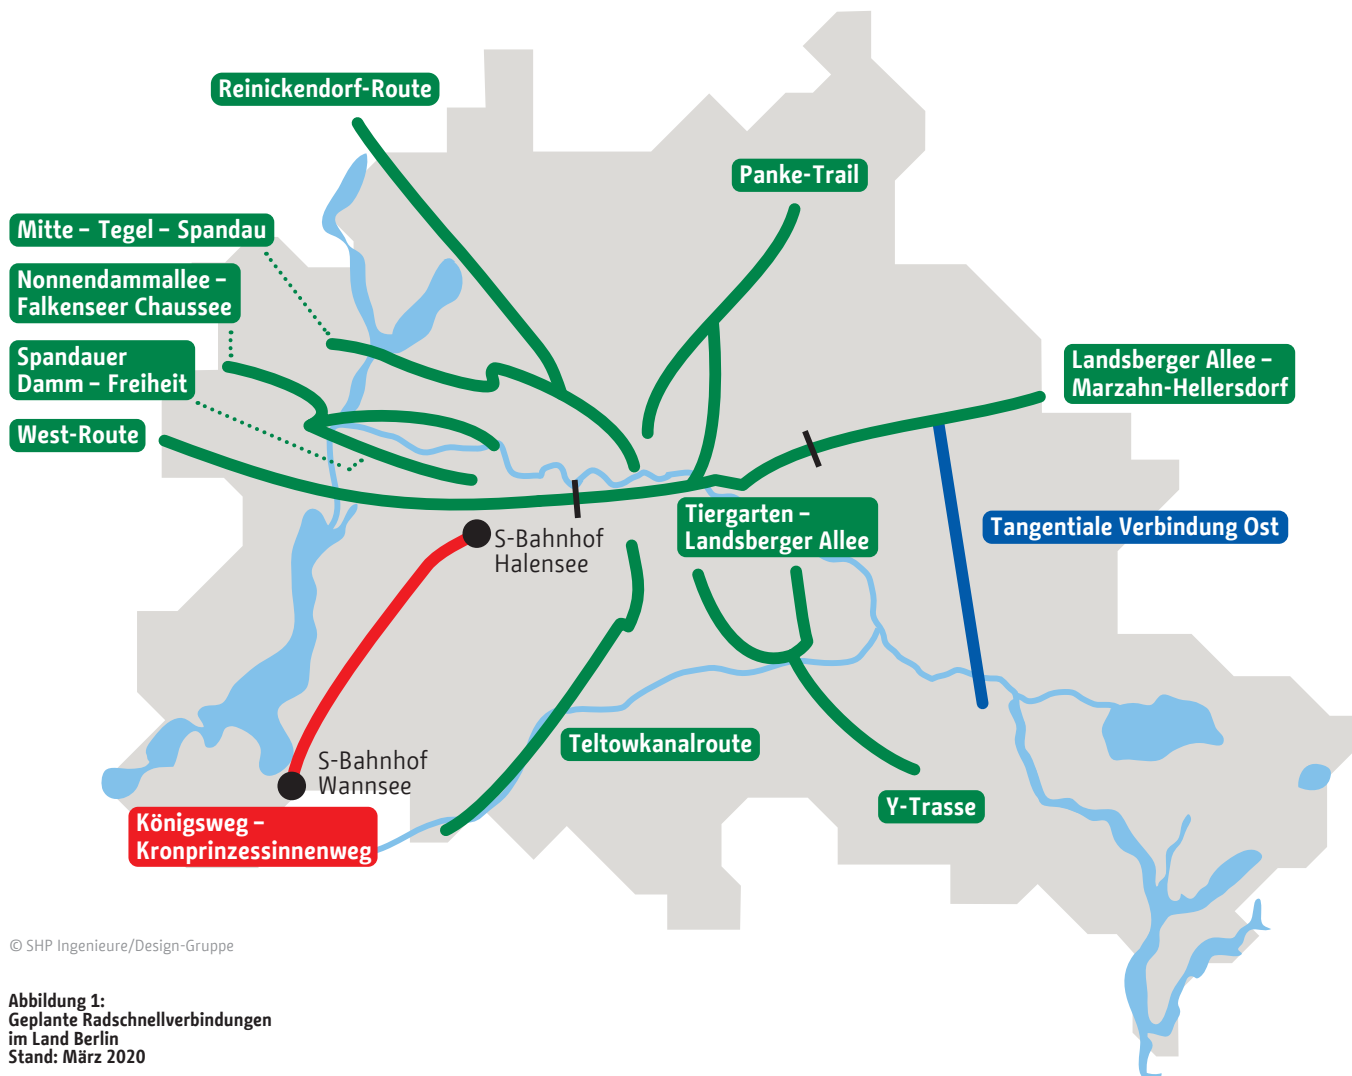 Reinickendorf-Route
Panke-Trail
Mitte – Tegel – Spandau
Nonnendammallee –
Falkenseer Chaussee
Spandauer
Damm – Freiheit
West-Route
Landsberger Allee –
Marzahn-Hellersdorf
Tiergarten –
Landsberger Allee
Tangentiale Verbindung Ost
S-Bahnhof
Halensee
Teltowkanalroute
S-Bahnhof
Wannsee
Y-Trasse
Königsweg –
Kronprinzessinnenweg
© SHP Ingenieure/Design-Gruppe
Abbildung 1:
Geplante Radschnellverbindungen
im Land Berlin
Stand: März 2020